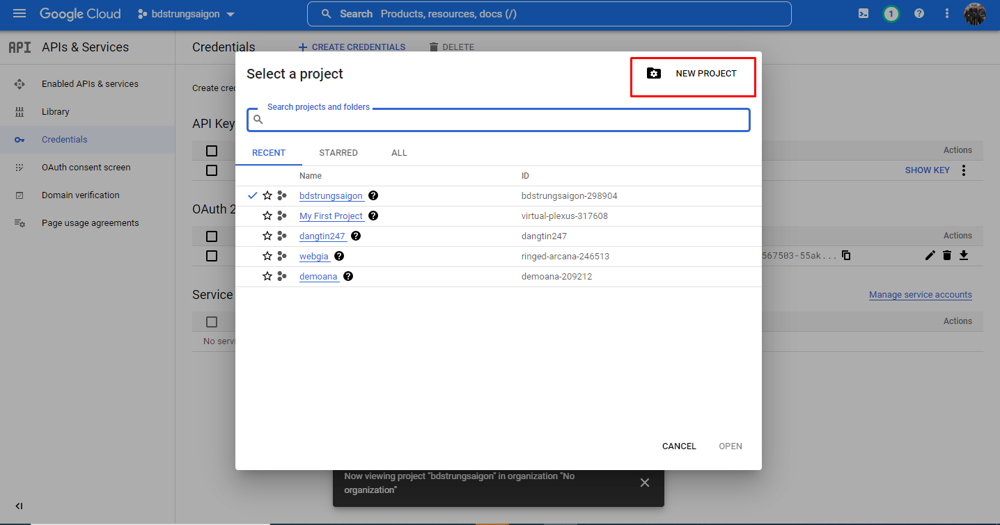 Google Cloud
bdstrungsaigon
Search Products, resources, docs (/)
1
API APIs & Services
Credentials
CREATE CREDENTIALS
DELETE
Enabled APIs & services
Library
Credentials
OAuth consent screen
Domain verification
Page usage agreements
Create cre
API Key
Actions
SHOW KEY
OAuth 2
Actions
567503-55ak...
Service
Manage service accounts
Actions
No servi
Select a project
NEW PROJECT
Search projects and folders
RECENT STARRED ALL
Name ID
bdstrungsaigon bdstrungsaigon-298904
My First Project virtual-plexus-317608
dangtin247 dangtin247
webgia ringed-arcana-246513
demoana demoana-209212
CANCEL OPEN
Now viewing project "bdstrungsaigon" in organization "No
organization"